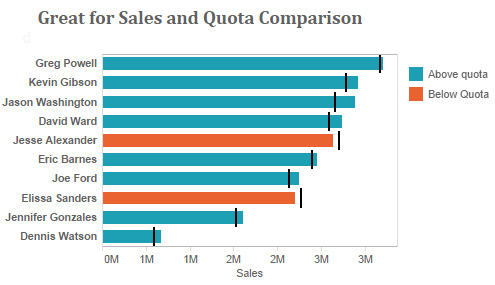 Great for Sales and Quota Comparison
d
Greg Powell
Kevin Gibson
Jason Washington
David Ward
Jesse Alexander
Eric Barnes
Joe Ford
Elissa Sanders
Jennifer Gonzales
Dennis Watson
Above quota
Below Quota
0M 1M 1M 2M 2M 3M 3M
Sales